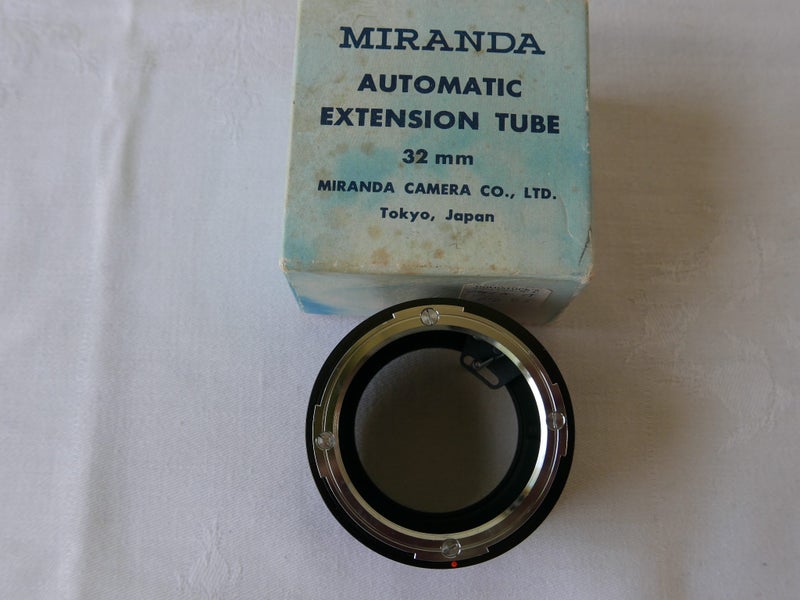 MIRANDA
AUTOMATIC
EXTENSION TUBE
32 mm
MIRANDA CAMERA CO., LTD.
Tokyo, Japan